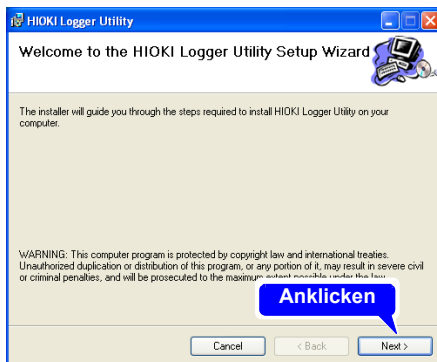 HIOKI Logger Utility
Welcome to the HIOKI Logger Utility Setup Wizard
The installer will guide you through the steps required to install HIOKI Logger Utility on your
computer.
WARNING: This computer program is protected by copyright law and international treaties.
Unauthorized duplication or distribution of this program, or any portion of it, may result in severe civil
or criminal penalties, and will be prosecuted to the maximum extent possible under the law.
Anklicken
Cancel
< Back
Next >